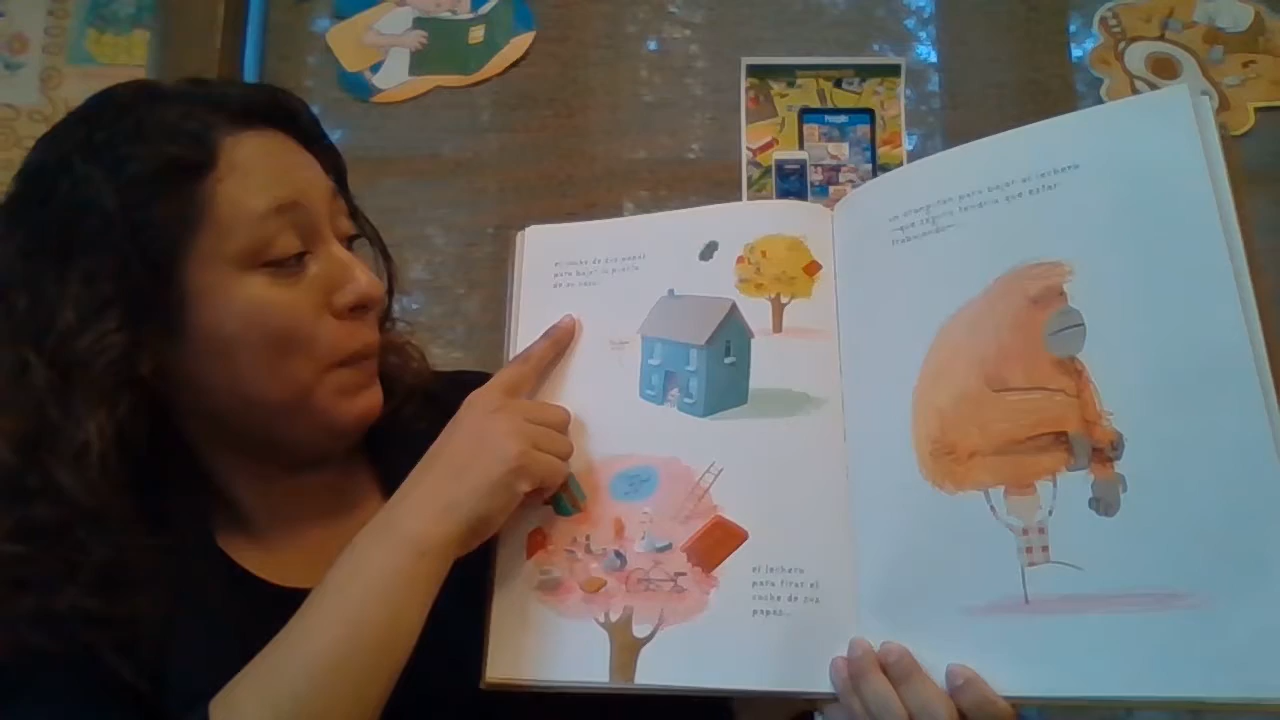 el coche de sus papás
para bajar la puerta
de su casa...
el lechero
para tirar el
coche de sus
papás...
un orangután para bajar al lechero
—que seguro tendría que estar
trabajando—